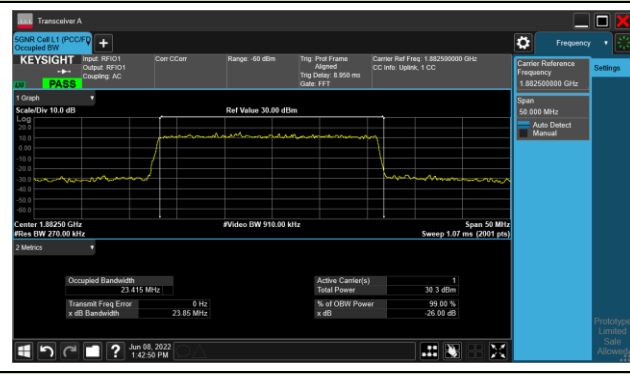 Transceiver A
5GNR Cell L1 (PCC/FD
Occupied BW
Frequency
KEYSIGHT
Input: RFIO1
Output: RFIO1
Coupling: AC
Corr CCorr
Range: -60 dBm
Trig: Prot Frame
Aligned
Trig Delay: 8.950 ms
Gate: FFT
Carrier Ref Freq: 1.882500000 GHz
CC Info: Uplink, 1 CC
PASS
Carrier Reference
Frequency
1.882500000 GHz
Settings
Span
50.000 MHz
Auto Detect
Manual
1 Graph
Scale/Div 10.0 dB
Ref Value 30.00 dBm
Log
20.0
10.0
0.00
-10.0
-20.0
-30.0
-40.0
-50.0
-60.0
Center 1.88250 GHz
#Video BW 910.00 kHz
Span 50 MHz
#Res BW 270.00 kHz
Sweep 1.07 ms (2001 pts)
2 Metrics
Occupied Bandwidth
23.415 MHz
Active Carrier(s) 1
Total Power 30.3 dBm
Transmit Freq Error 0 Hz
x dB Bandwidth 23.85 MHz
% of OBW Power 99.00 %
x dB -26.00 dB
Prototype
Limited
Sale
Allowed
Jun 08, 2022
1:42:50 PM